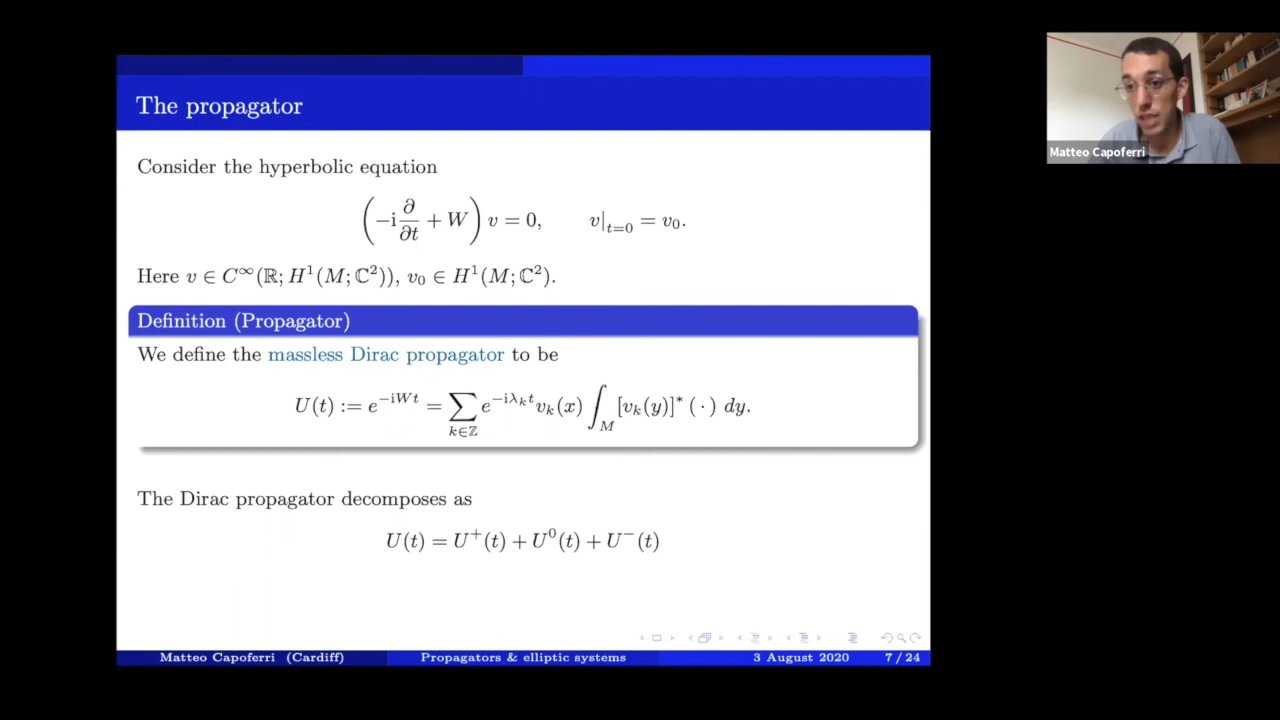 The propagator
Matteo Capoferri
Consider the hyperbolic equation
(−i ∂/∂t + W) v = 0, v|_{t=0} = v_0.
Here v ∈ C^∞(ℝ; H^1(M; ℂ^2)), v_0 ∈ H^1(M; ℂ^2).
Definition (Propagator)
We define the massless Dirac propagator to be
U(t) := e^{−iWt} = ∑_{k∈ℤ} e^{−iλ_k t} v_k(x) ∫_M [v_k(y)]^* ( · ) dy.
The Dirac propagator decomposes as
U(t) = U^+(t) + U^0(t) + U^−(t)
Matteo Capoferri (Cardiff) Propagators & elliptic systems 3 August 2020 7 / 24